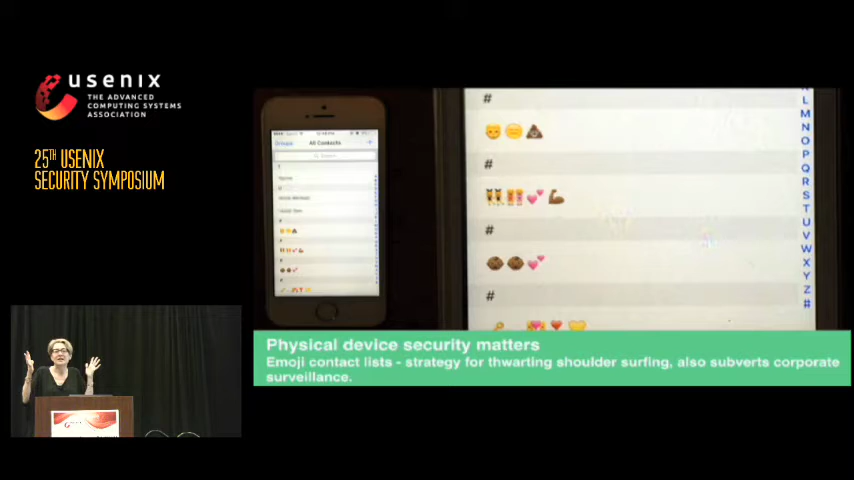 usenix
THE ADVANCED
COMPUTING SYSTEMS
ASSOCIATION
25TH USENIX
SECURITY SYMPOSIUM
Groups
All Contacts
+
#
#
#
#
L
M
N
O
P
Q
R
S
T
U
V
W
X
Y
Z
#
Physical device security matters
Emoji contact lists - strategy for thwarting shoulder surfing, also subverts corporate
surveillance.